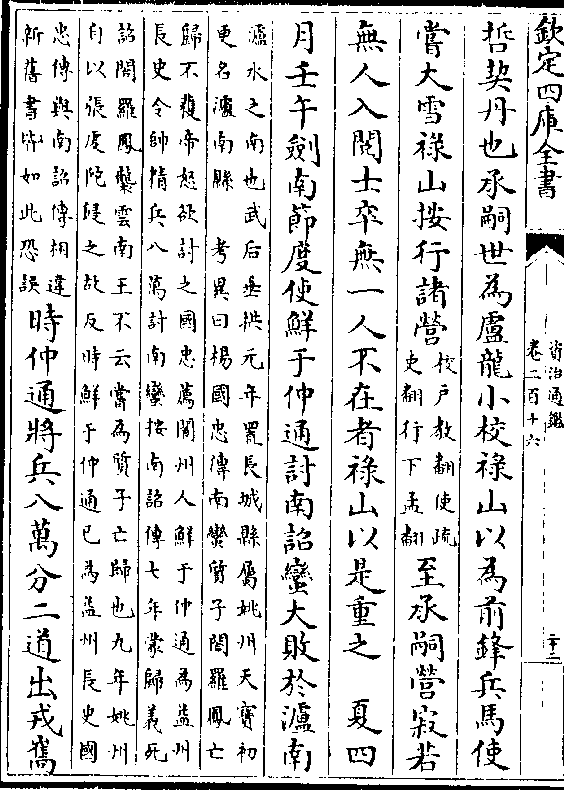 欽定四庫全書
資治通鑑
卷二百十六
哲契丹也承嗣世為盧龍小校祿山以為前鋒兵馬使
嘗大雪祿山按行諸營
校戶教翻使疏
吏翻行下孟翻
至承嗣營寂若
無人入閱士卒無一人不在者祿山以是重之 夏四
月壬午劍南節度使鮮于仲通討南詔蠻大敗於瀘南
瀘水之南也武后垂拱元年置長城縣屬姚州天寶初
更名瀘南縣 考異曰楊國忠傳南蠻質子閤羅鳳亡
歸不獲帝怒欲討之國忠薦閬州人鮮于仲通為益州
長史令帥精兵八萬討南蠻按南詔傳七年蒙歸義死
詔閤羅鳳襲雲南王不云嘗為質子亡歸也九年姚州
自以張虔陀侵之故反時鮮于仲通已為益州長史國
忠傳與南詔傳相違
新舊書皆如此恐誤
時仲通將兵八萬分二道出戎巂